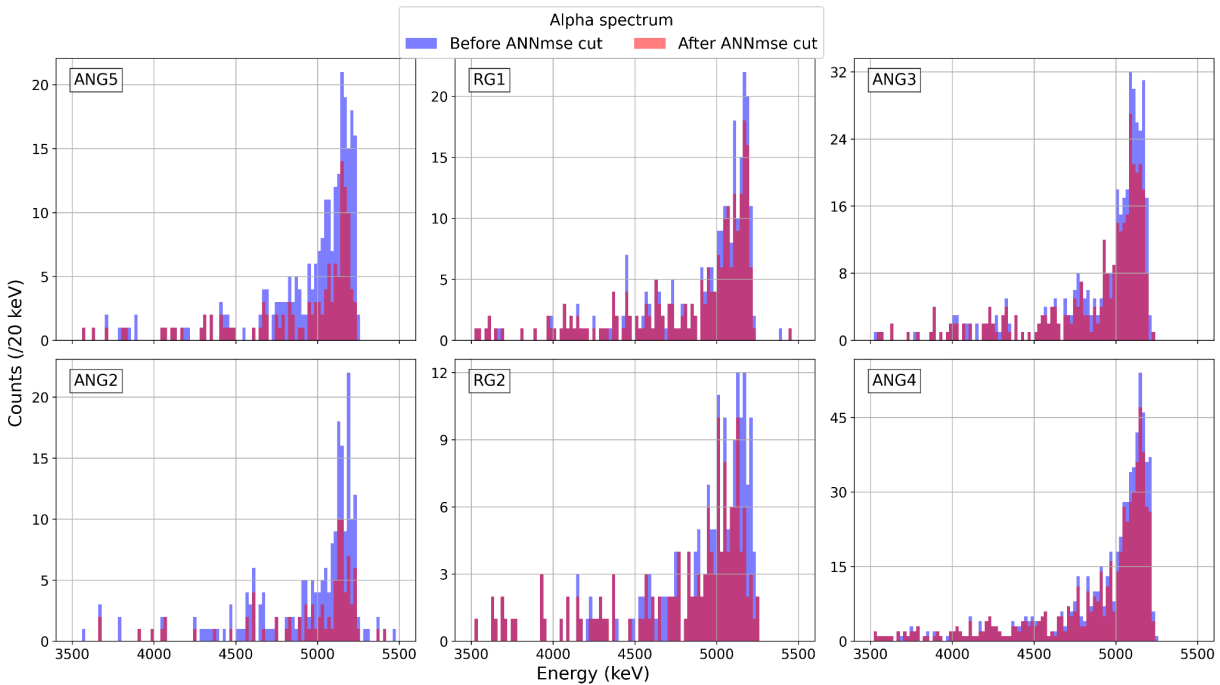 Alpha spectrum
Before ANNmse cut After ANNmse cut
ANG5
RG1
ANG3
20
15
10
5
0
20
15
10
5
0
32
24
16
8
0
ANG2
RG2
ANG4
20
15
10
5
0
12
9
6
3
0
45
30
15
0
3500 4000 4500 5000 5500
3500 4000 4500 5000 5500
3500 4000 4500 5000 5500
Counts (/20 keV)
Energy (keV)